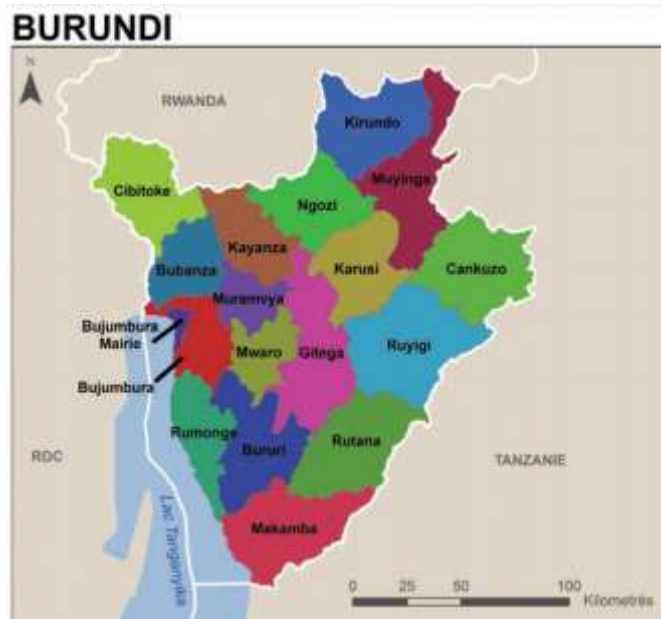 BURUNDI
N
RWANDA
Kirundo
Muyinga
Cibitoke
Ngozi
Kayanza
Karusi
Cankuzo
Bubanza
Muramvya
Bujumbura
Mairie
Mwaro
Gitega
Ruyigi
Bujumbura
Rumonge
Bururi
Rutana
RDC
TANZANIE
Makamba
Lac Tanganyika
0 25 50 100
Kilometrés